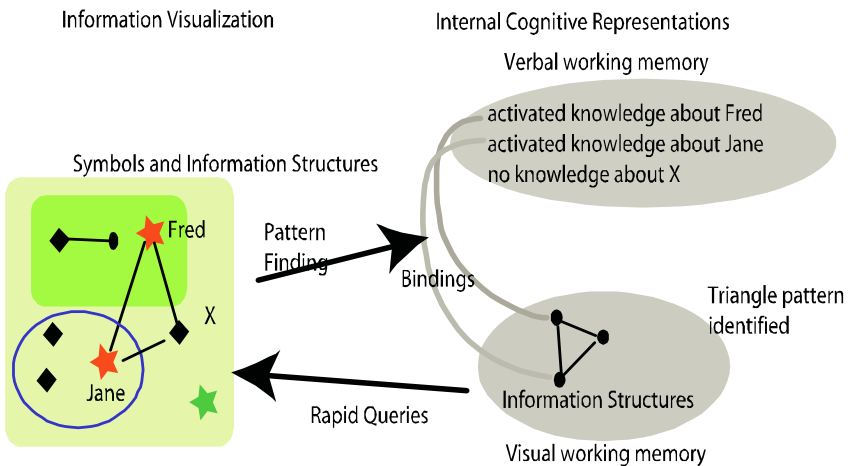 Information Visualization
Internal Cognitive Representations
Verbal working memory
activated knowledge about Fred
activated knowledge about Jane
no knowledge about X
Symbols and Information Structures
Fred
X
Jane
Pattern
Finding
Bindings
Rapid Queries
Triangle pattern
identified
Information Structures
Visual working memory